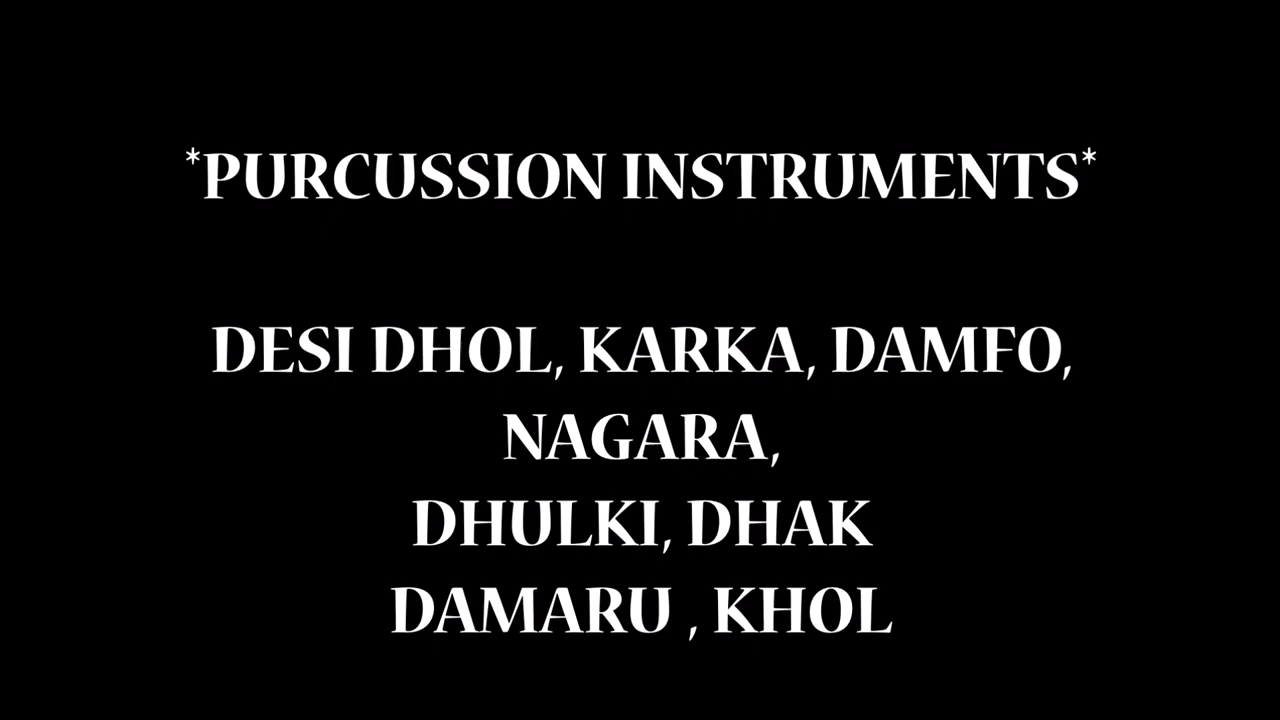 *PURCUSSION INSTRUMENTS*
DESI DHOL, KARKA, DAMFO,
NAGARA,
DHULKI, DHAK
DAMARU , KHOL